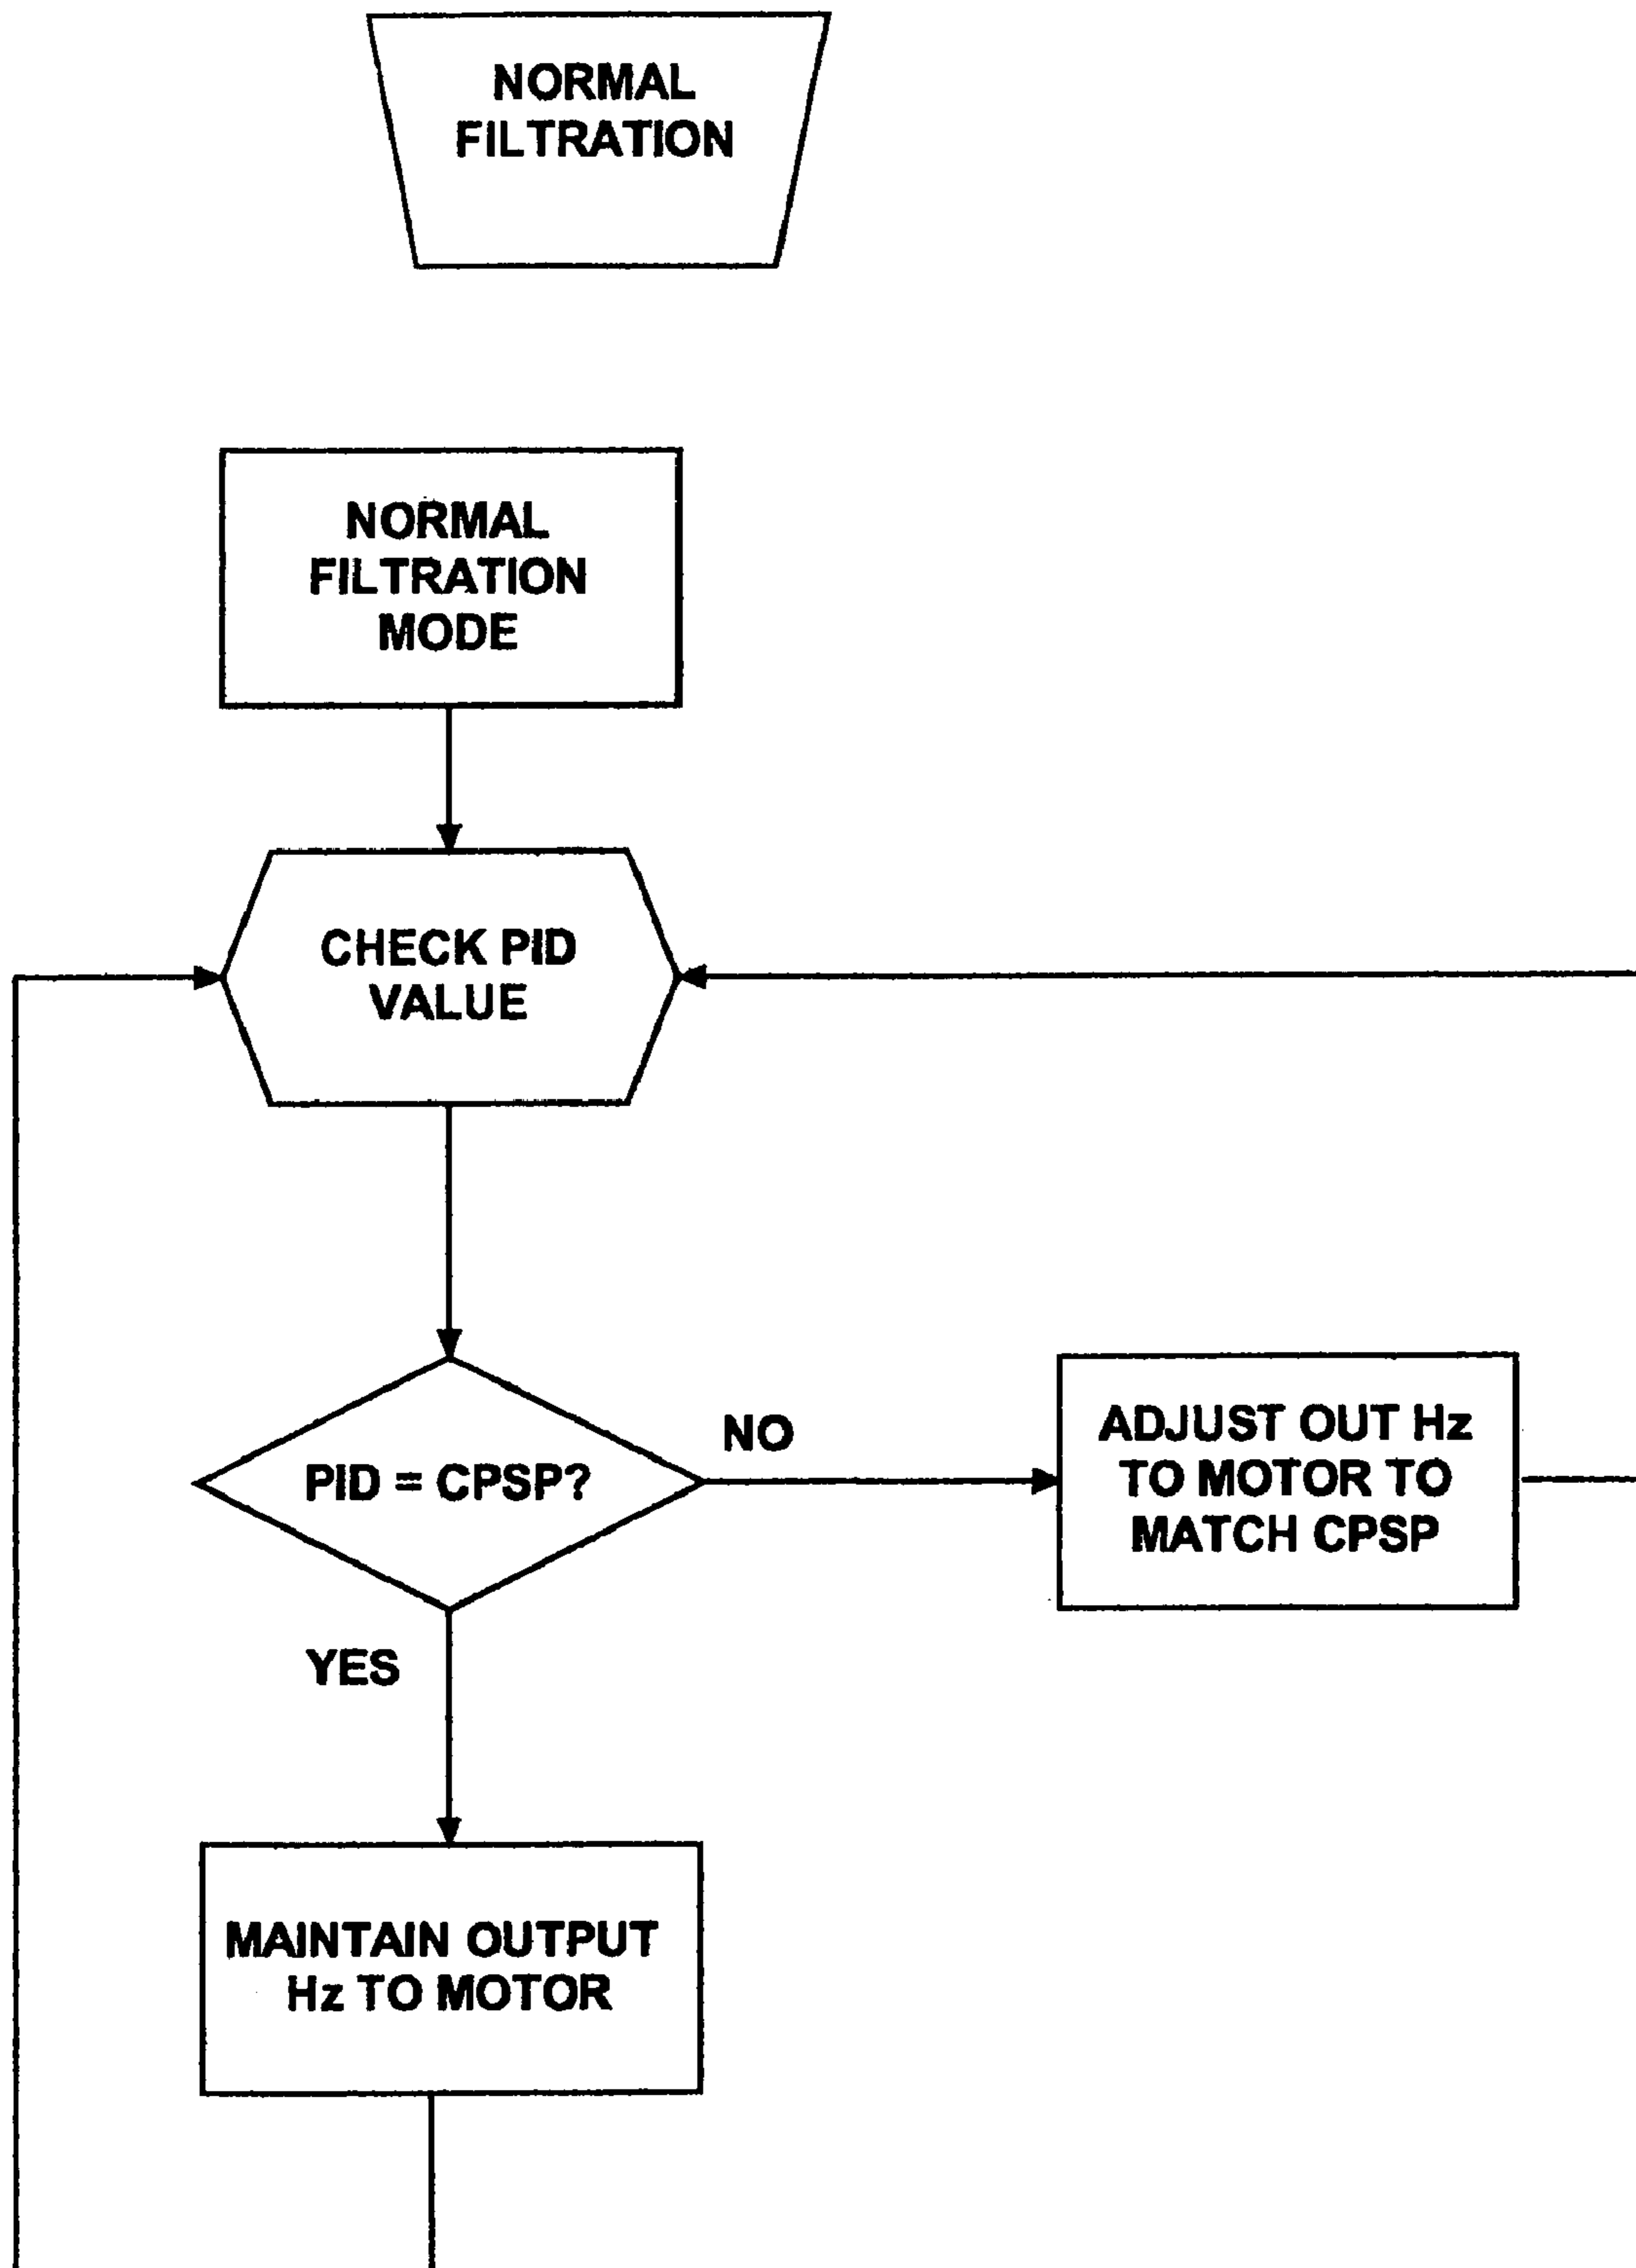 NORMAL
FILTRATION
NORMAL
FILTRATION
MODE
CHECK PID
VALUE
PID = CPSP?
NO
ADJUST OUT Hz
TO MOTOR TO
MATCH CPSP
YES
MAINTAIN OUTPUT
Hz TO MOTOR